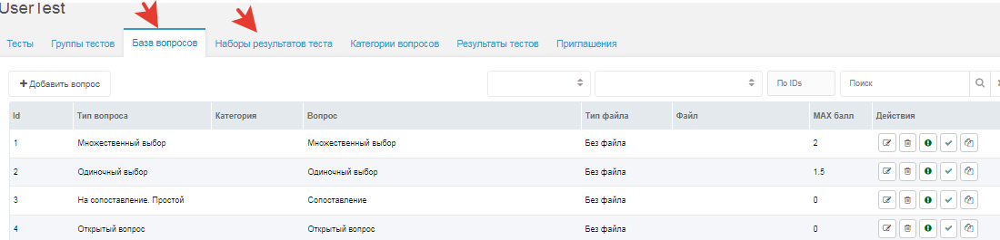 UserTest
Тесты Группы тестов База вопросов Наборы результатов теста Категории вопросов Результаты тестов Приглашения
Добавить вопрос По IDs Поиск
Id Тип вопроса Категория Вопрос Тип файла Файл MAX балл Действия
1 Множественный выбор Множественный выбор Без файла 2
2 Одиночный выбор Одиночный выбор Без файла 1.5
3 На сопоставление. Простой Сопоставление Без файла 0
4 Открытый вопрос Открытый вопрос Без файла 0